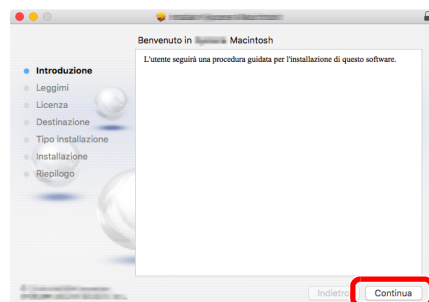 Benvenuto in Macintosh
L'utente seguirà una procedura guidata per l'installazione di questo software.
Introduzione
Leggimi
Licenza
Destinazione
Tipo installazione
Installazione
Riepilogo
Indietro
Continua